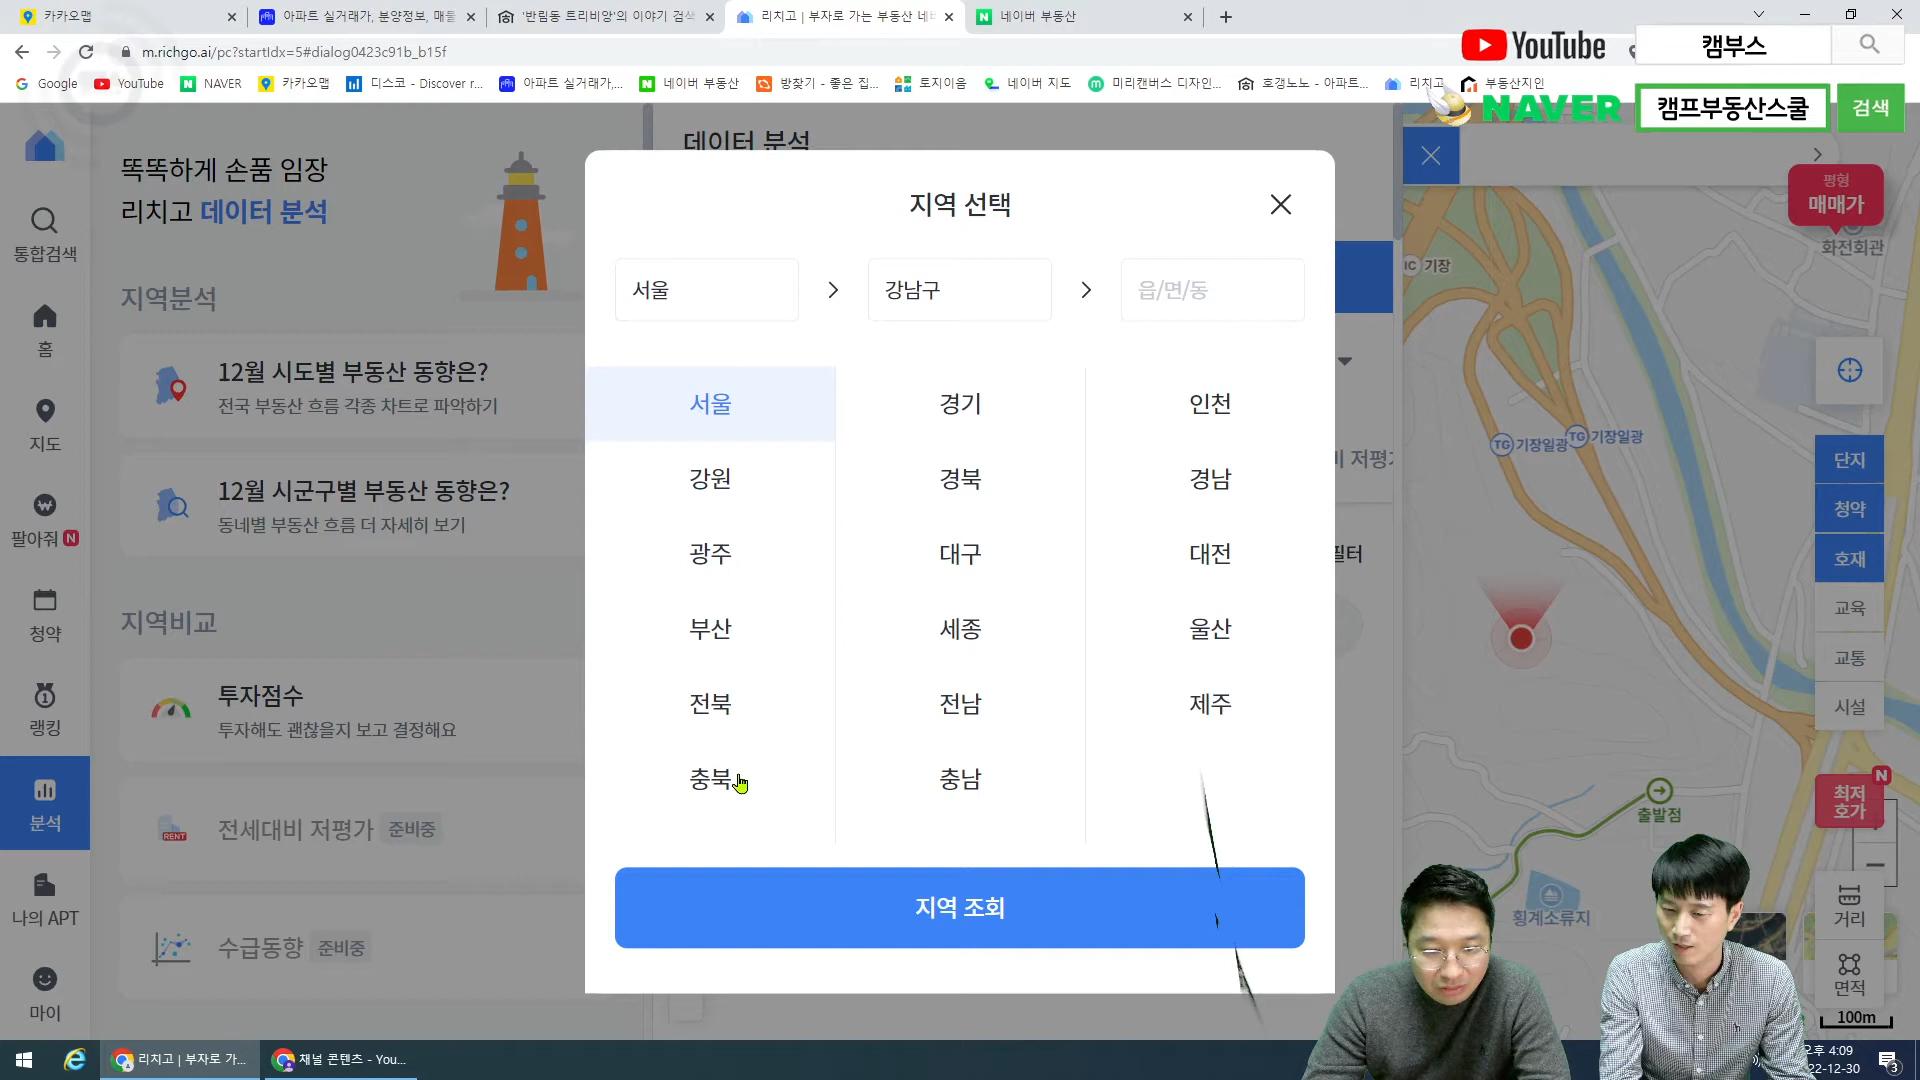 카카오맵
아파트 실거래가, 분양정보, 매물
'반림동 트리비앙'의 이야기 검색
리치고 | 부자로 가는 부동산 네비
네이버 부동산
m.richgo.ai/pc?startIdx=5#dialog0423c91b_b15f
YouTube
캠부스
Google
YouTube
NAVER
카카오맵
디스코 - Discover r...
아파트 실거래가,...
네이버 부동산
방찾기 - 좋은 집...
토지이음
네이버 지도
미리캔버스 디자인...
호갱노노 - 아파트...
리치고
부동산지인
NAVER
캠프부동산스쿨
검색
통합검색
홈
지도
팔아줘 N
청약
랭킹
분석
나의 APT
마이
똑똑하게 손품 임장
리치고 데이터 분석
지역분석
12월 시도별 부동산 동향은?
전국 부동산 흐름 각종 차트로 파악하기
12월 시군구별 부동산 동향은?
동네별 부동산 흐름 더 자세히 보기
지역비교
투자점수
투자해도 괜찮을지 보고 결정해요
RENT
전세대비 저평가 준비중
수급동향 준비중
데이터 분석
지역 선택
서울
강남구
읍/면/동
서울
경기
인천
강원
경북
경남
광주
대구
대전
부산
세종
울산
전북
전남
제주
충북
충남
지역 조회
저평가
필터
평형
매매가
화전회관
IC 기장
TG 기장일광
TG 기장일광
단지
청약
호재
교육
교통
시설
N
최저
호가
출발점
횡계소류지
거리
면적
100m
리치고 | 부자로 가...
채널 콘텐츠 - You...
오후 4:09
22-12-30
3